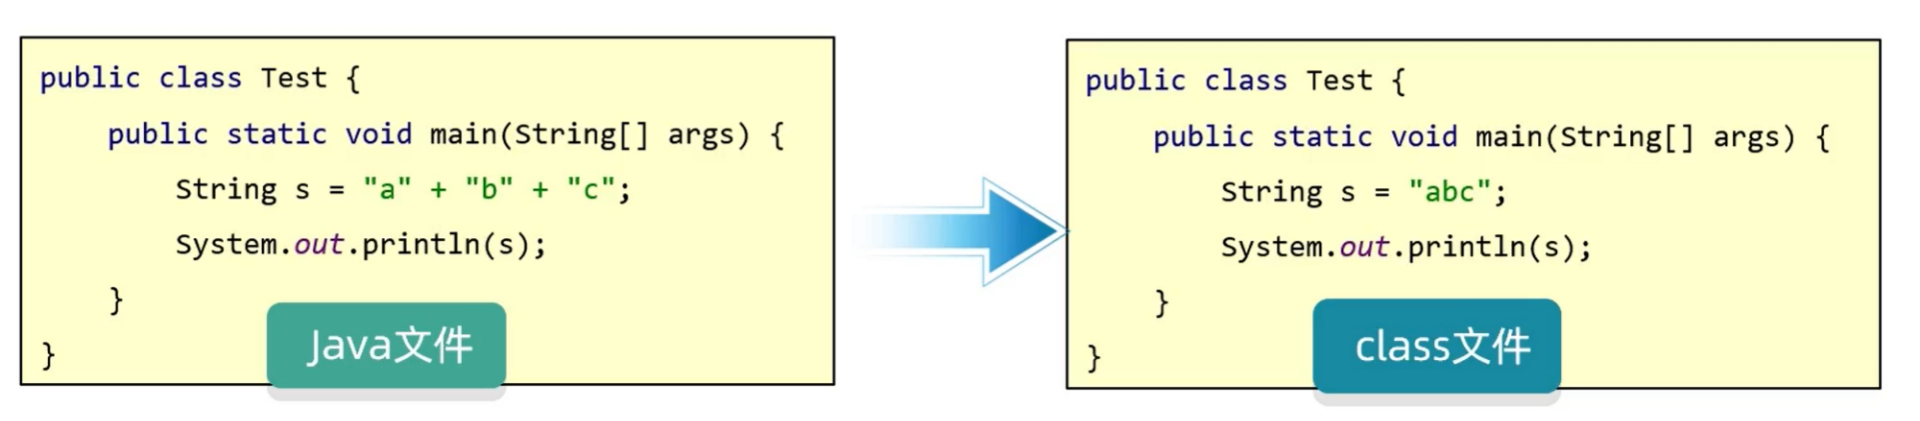 public class Test {
    public static void main(String[] args) {
        String s = "a" + "b" + "c";
        System.out.println(s);
    }
}
Java文件
public class Test {
    public static void main(String[] args) {
        String s = "abc";
        System.out.println(s);
    }
}
class文件